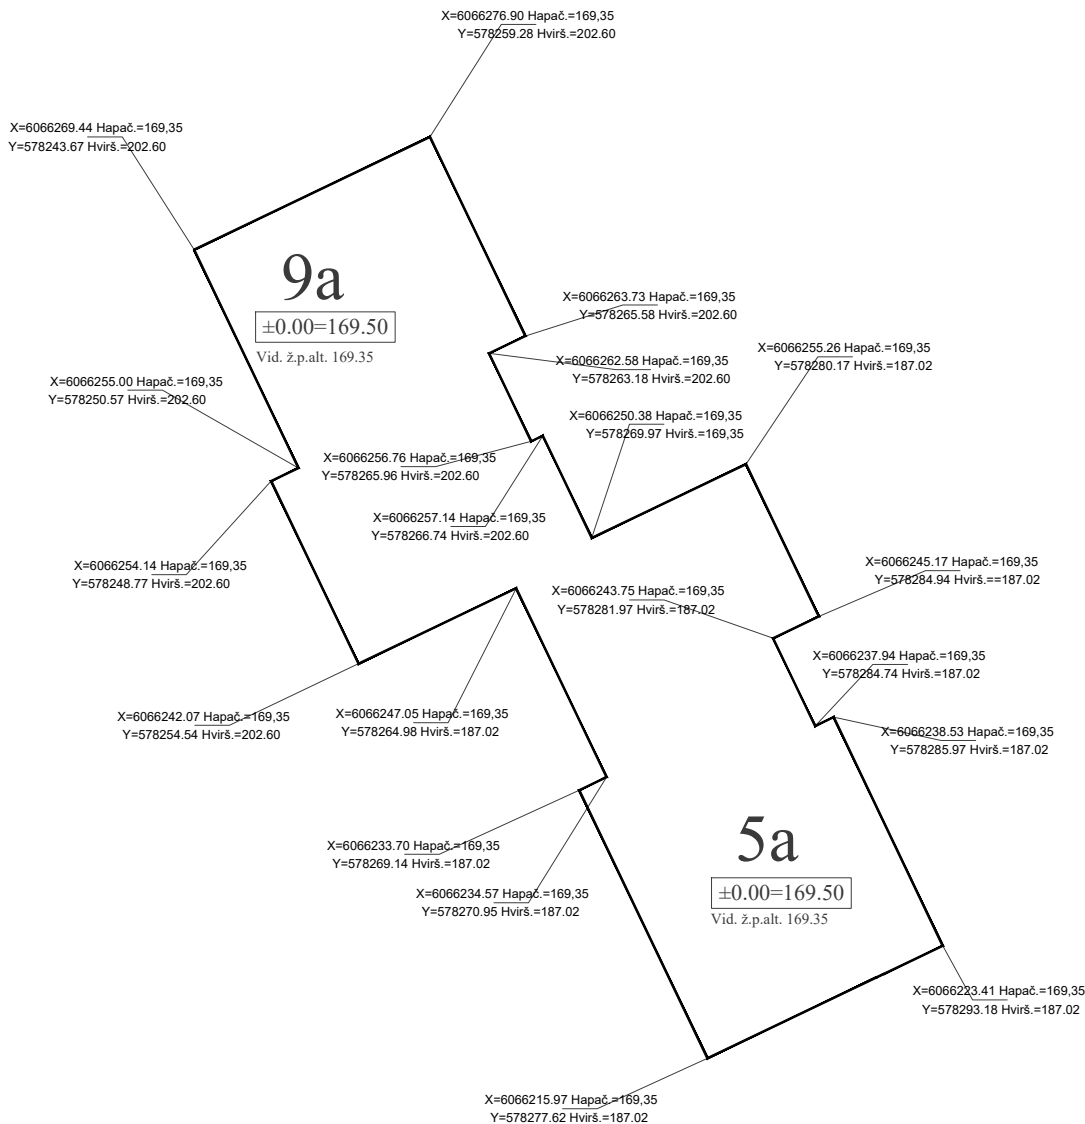 X=6066276.90 Hapač.=169,35
Y=578259.28 Hvirš.=202.60
X=6066269.44 Hapač.=169,35
Y=578243.67 Hvirš.=202.60
9a
±0.00=169.50
Vid. ž.p.alt. 169.35
X=6066263.73 Hapač.=169,35
Y=578265.58 Hvirš.=202.60
X=6066255.26 Hapač.=169,35
Y=578280.17 Hvirš.=187.02
X=6066262.58 Hapač.=169,35
Y=578263.18 Hvirš.=202.60
X=6066255.00 Hapač.=169,35
Y=578250.57 Hvirš.=202.60
X=6066250.38 Hapač.=169,35
Y=578269.97 Hvirš.=169,35
X=6066256.76 Hapač.=169,35
Y=578265.96 Hvirš.=202.60
X=6066257.14 Hapač.=169,35
Y=578266.74 Hvirš.=202.60
X=6066254.14 Hapač.=169,35
Y=578248.77 Hvirš.=202.60
X=6066245.17 Hapač.=169,35
Y=578284.94 Hvirš.==187.02
X=6066243.75 Hapač.=169,35
Y=578281.97 Hvirš.=187.02
X=6066237.94 Hapač.=169,35
Y=578284.74 Hvirš.=187.02
X=6066242.07 Hapač.=169,35
Y=578254.54 Hvirš.=202.60
X=6066247.05 Hapač.=169,35
Y=578264.98 Hvirš.=187.02
X=6066238.53 Hapač.=169,35
Y=578285.97 Hvirš.=187.02
X=6066233.70 Hapač.=169,35
Y=578269.14 Hvirš.=187.02
X=6066234.57 Hapač.=169,35
Y=578270.95 Hvirš.=187.02
5a
±0.00=169.50
Vid. ž.p.alt. 169.35
X=6066223.41 Hapač.=169,35
Y=578293.18 Hvirš.=187.02
X=6066215.97 Hapač.=169,35
Y=578277.62 Hvirš.=187.02